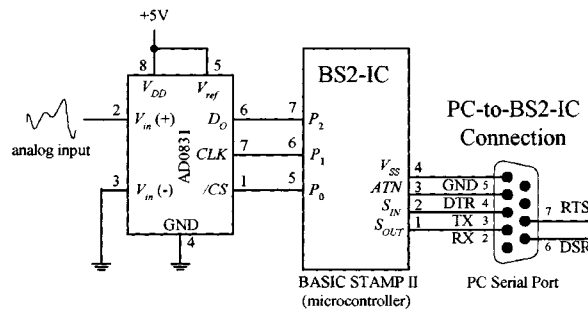 +5V
8
5
V_DD
V_ref
2
V_in (+)
D_O
6
7
P_2
analog input
AD0831
CLK
7
6
P_1
3
V_in (-)
/CS
1
5
P_0
GND
4
BS2-IC
V_SS
4
ATN
3
S_IN
2
S_OUT
1
BASIC STAMP II
(microcontroller)
PC-to-BS2-IC
Connection
GND
5
DTR
4
TX
3
RX
2
7
RTS
6
DSR
PC Serial Port